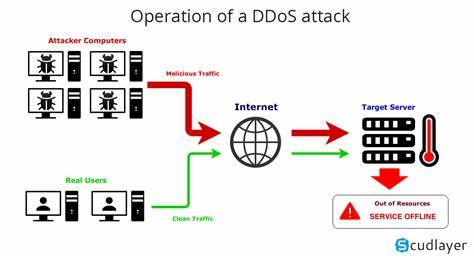 Operation of a DDoS attack
Attacker Computers
Malicious Traffic
Internet
Target Server
Real Users
Clean Traffic
Out of Resources
SERVICE OFFLINE
Scudlayer